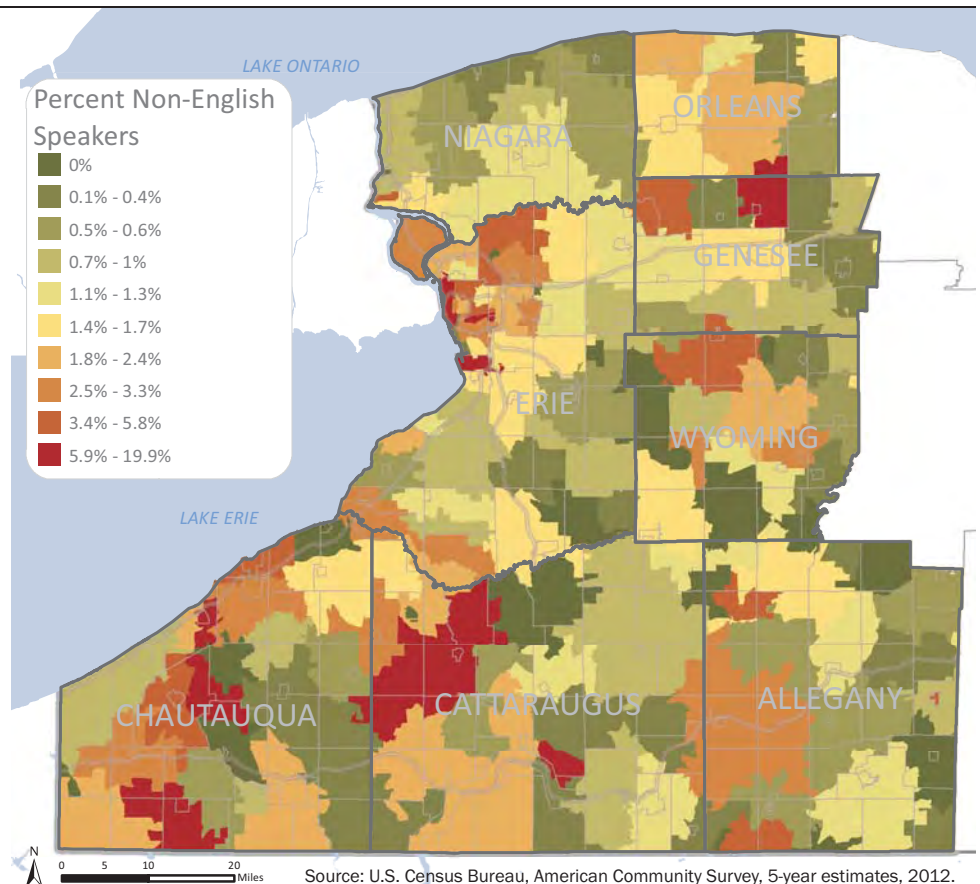 LAKE ONTARIO
Percent Non-English
Speakers
0%
0.1% - 0.4%
0.5% - 0.6%
0.7% - 1%
1.1% - 1.3%
1.4% - 1.7%
1.8% - 2.4%
2.5% - 3.3%
3.4% - 5.8%
5.9% - 19.9%
NIAGARA
ORLEANS
GENESEE
ERIE
WYOMING
LAKE ERIE
CHAUTAUQUA
CATTARAUGUS
ALLEGANY
N
0 5 10 20
Miles
Source: U.S. Census Bureau, American Community Survey, 5-year estimates, 2012.